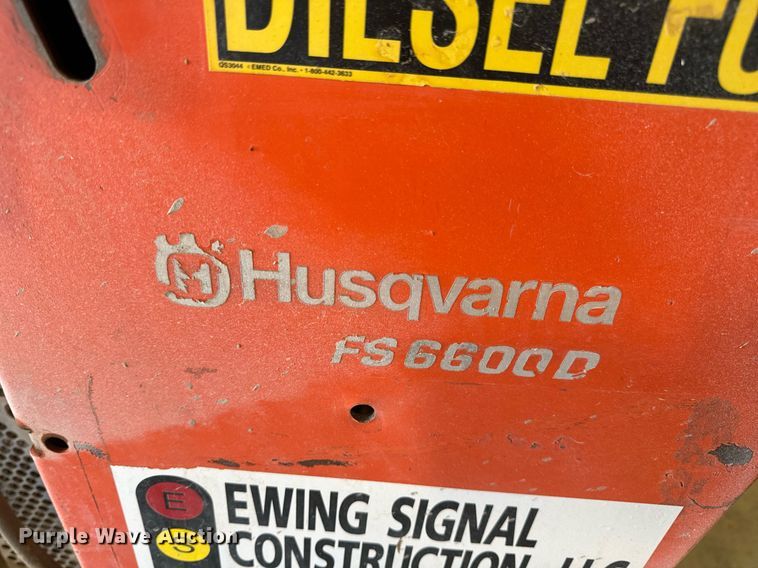 DIESEL FU
QS3044 ©EMED Co., Inc. • 1-800-442-3633
H Husqvarna
FS 6600 D
E EWING SIGNAL
S CONSTRUCTION, LLC
Purple Wave Auction